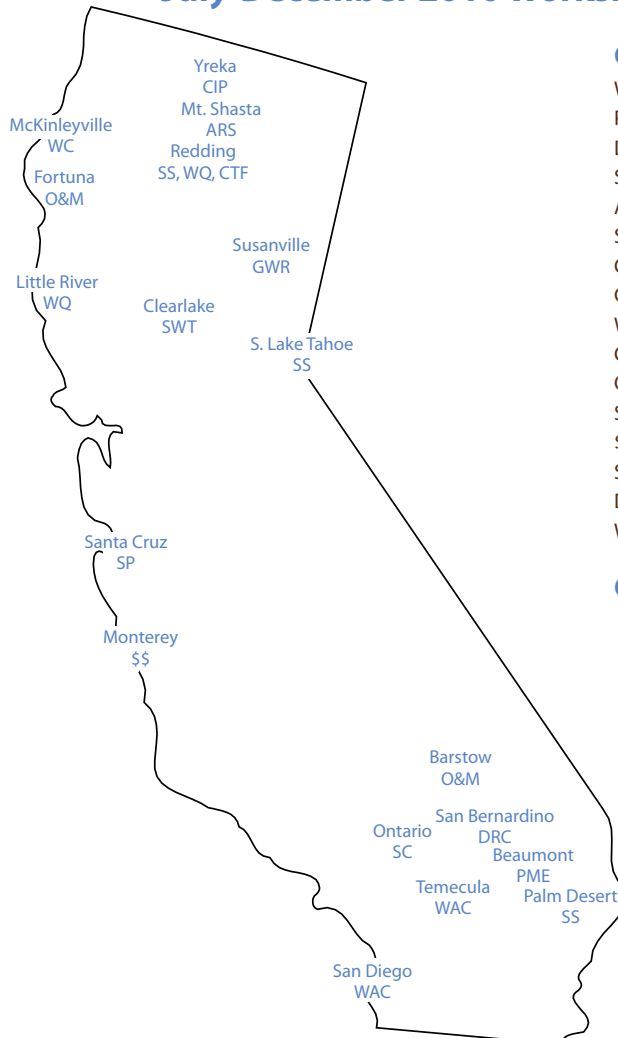 Yreka
CIP
Mt. Shasta
ARS
McKinleyville
WC
Redding
SS, WQ, CTF
Fortuna
O&M
Susanville
GWR
Little River
WQ
Clearlake
SWT
S. Lake Tahoe
SS
Santa Cruz
SP
Monterey
$$
Barstow
O&M
San Bernardino
DRC
Ontario
SC
Beaumont
PME
Temecula
WAC
Palm Desert
SS
San Diego
WAC